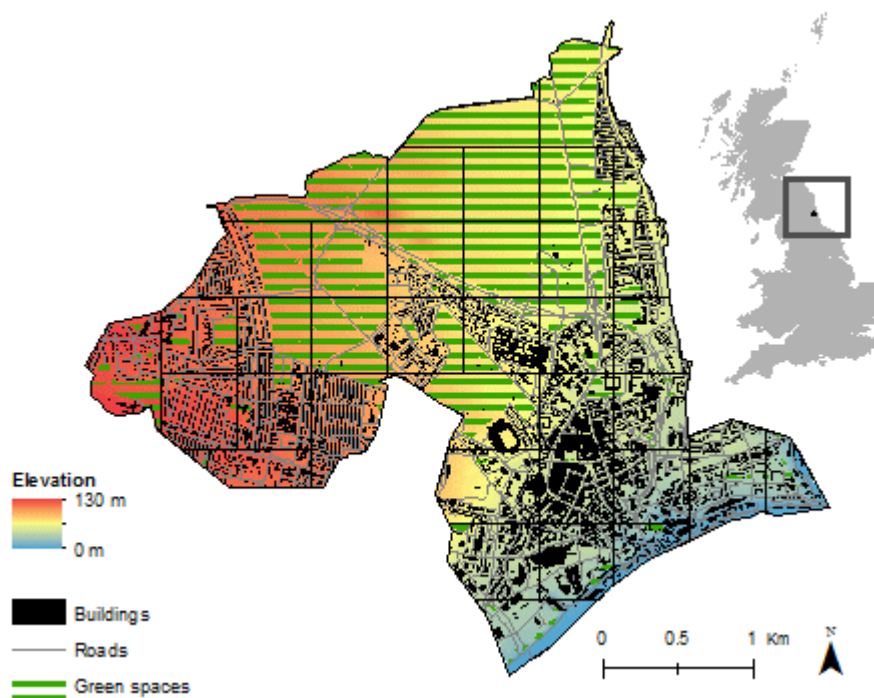 Elevation
130 m
0 m
Buildings
Roads
Green spaces
0 0.5 1 Km
N